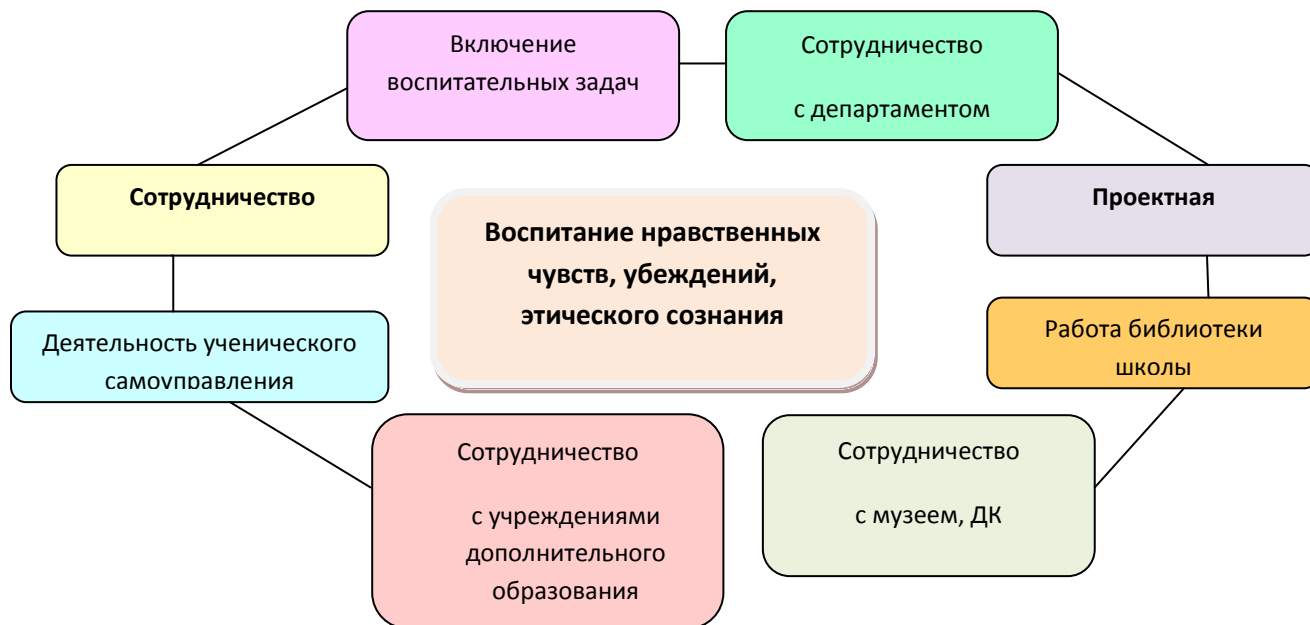 Включение
воспитательных задач
Сотрудничество
с департаментом
Сотрудничество
Проектная
Воспитание нравственных
чувств, убеждений,
этического сознания
Деятельность ученического
самоуправления
Работа библиотеки
школы
Сотрудничество
с учреждениями
дополнительного
образования
Сотрудничество
с музеем, ДК